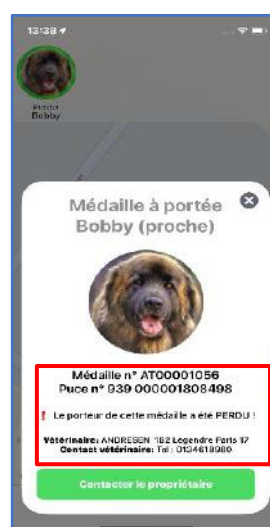 13:38
Proche
Bobby
Médaille à portée
Bobby (proche)
Médaille n° AT00001056
Puce n° 939 000001808498
! Le porteur de cette médaille a été PERDU !
Vétérinaire: ANDRESEN 182 Legendre Paris 17
Contact vétérinaire: Tel : 0134618980
Contacter le propriétaire